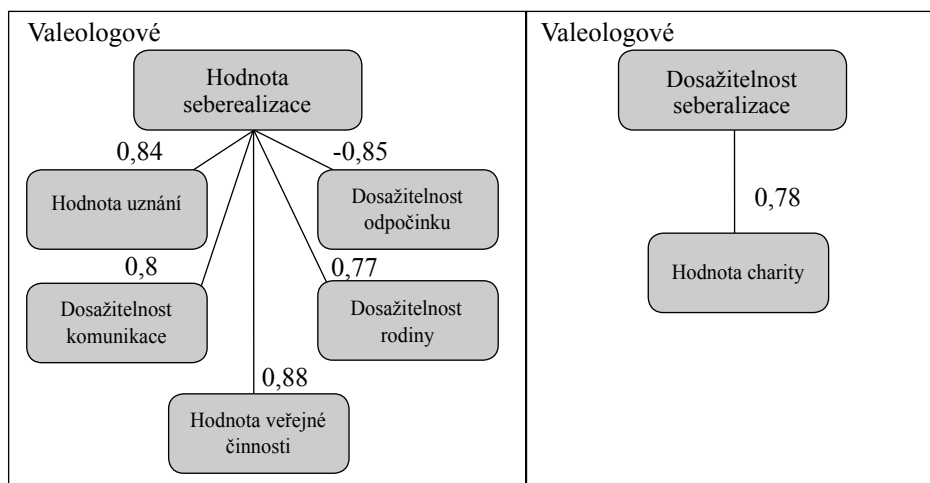 Valeologové
Hodnota
seberealizace
0,84
-0,85
Hodnota uznání
Dosažitelnost
odpočinku
0,8
0,77
Dosažitelnost
komunikace
Dosažitelnost
rodiny
0,88
Hodnota veřejné
činnosti
Valeologové
Dosažitelnost
seberalizace
0,78
Hodnota charity